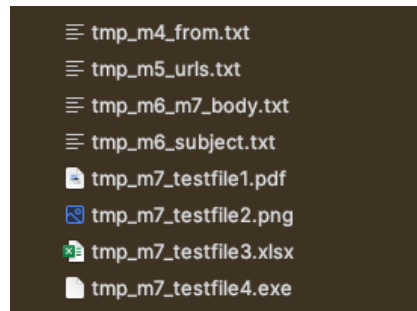 tmp_m4_from.txt
tmp_m5_urls.txt
tmp_m6_m7_body.txt
tmp_m6_subject.txt
tmp_m7_testfile1.pdf
tmp_m7_testfile2.png
tmp_m7_testfile3.xlsx
tmp_m7_testfile4.exe